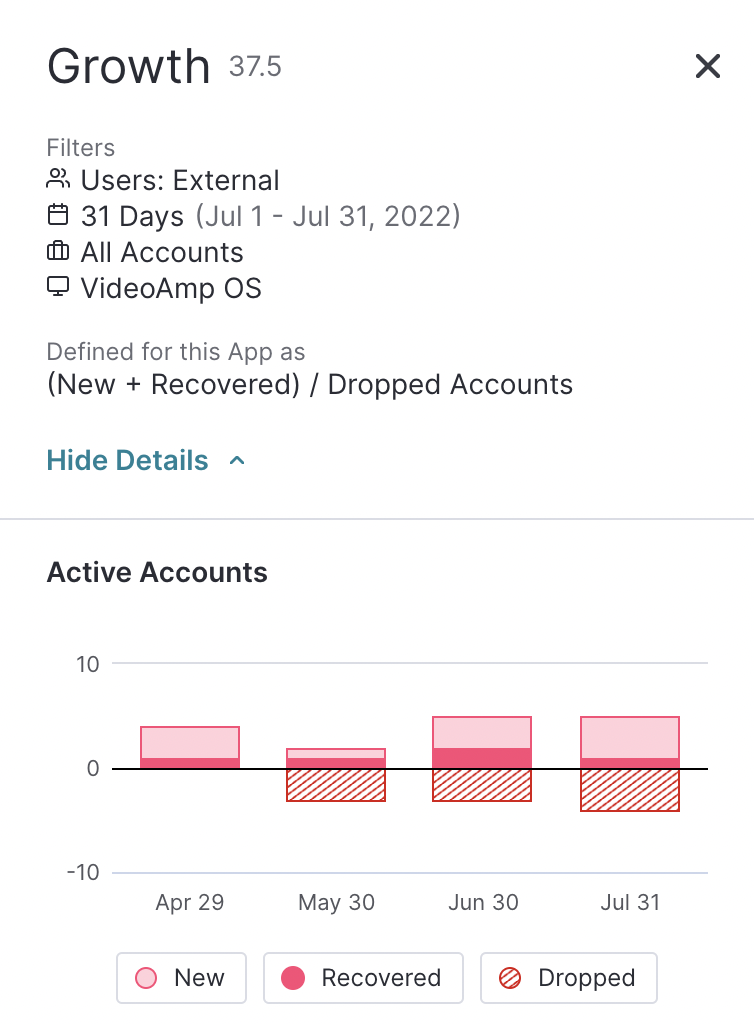 Growth 37.5
Filters
Users: External
31 Days (Jul 1 - Jul 31, 2022)
All Accounts
VideoAmp OS
Defined for this App as
(New + Recovered) / Dropped Accounts
Hide Details
Active Accounts
10
0
-10
Apr 29 May 30 Jun 30 Jul 31
New Recovered Dropped